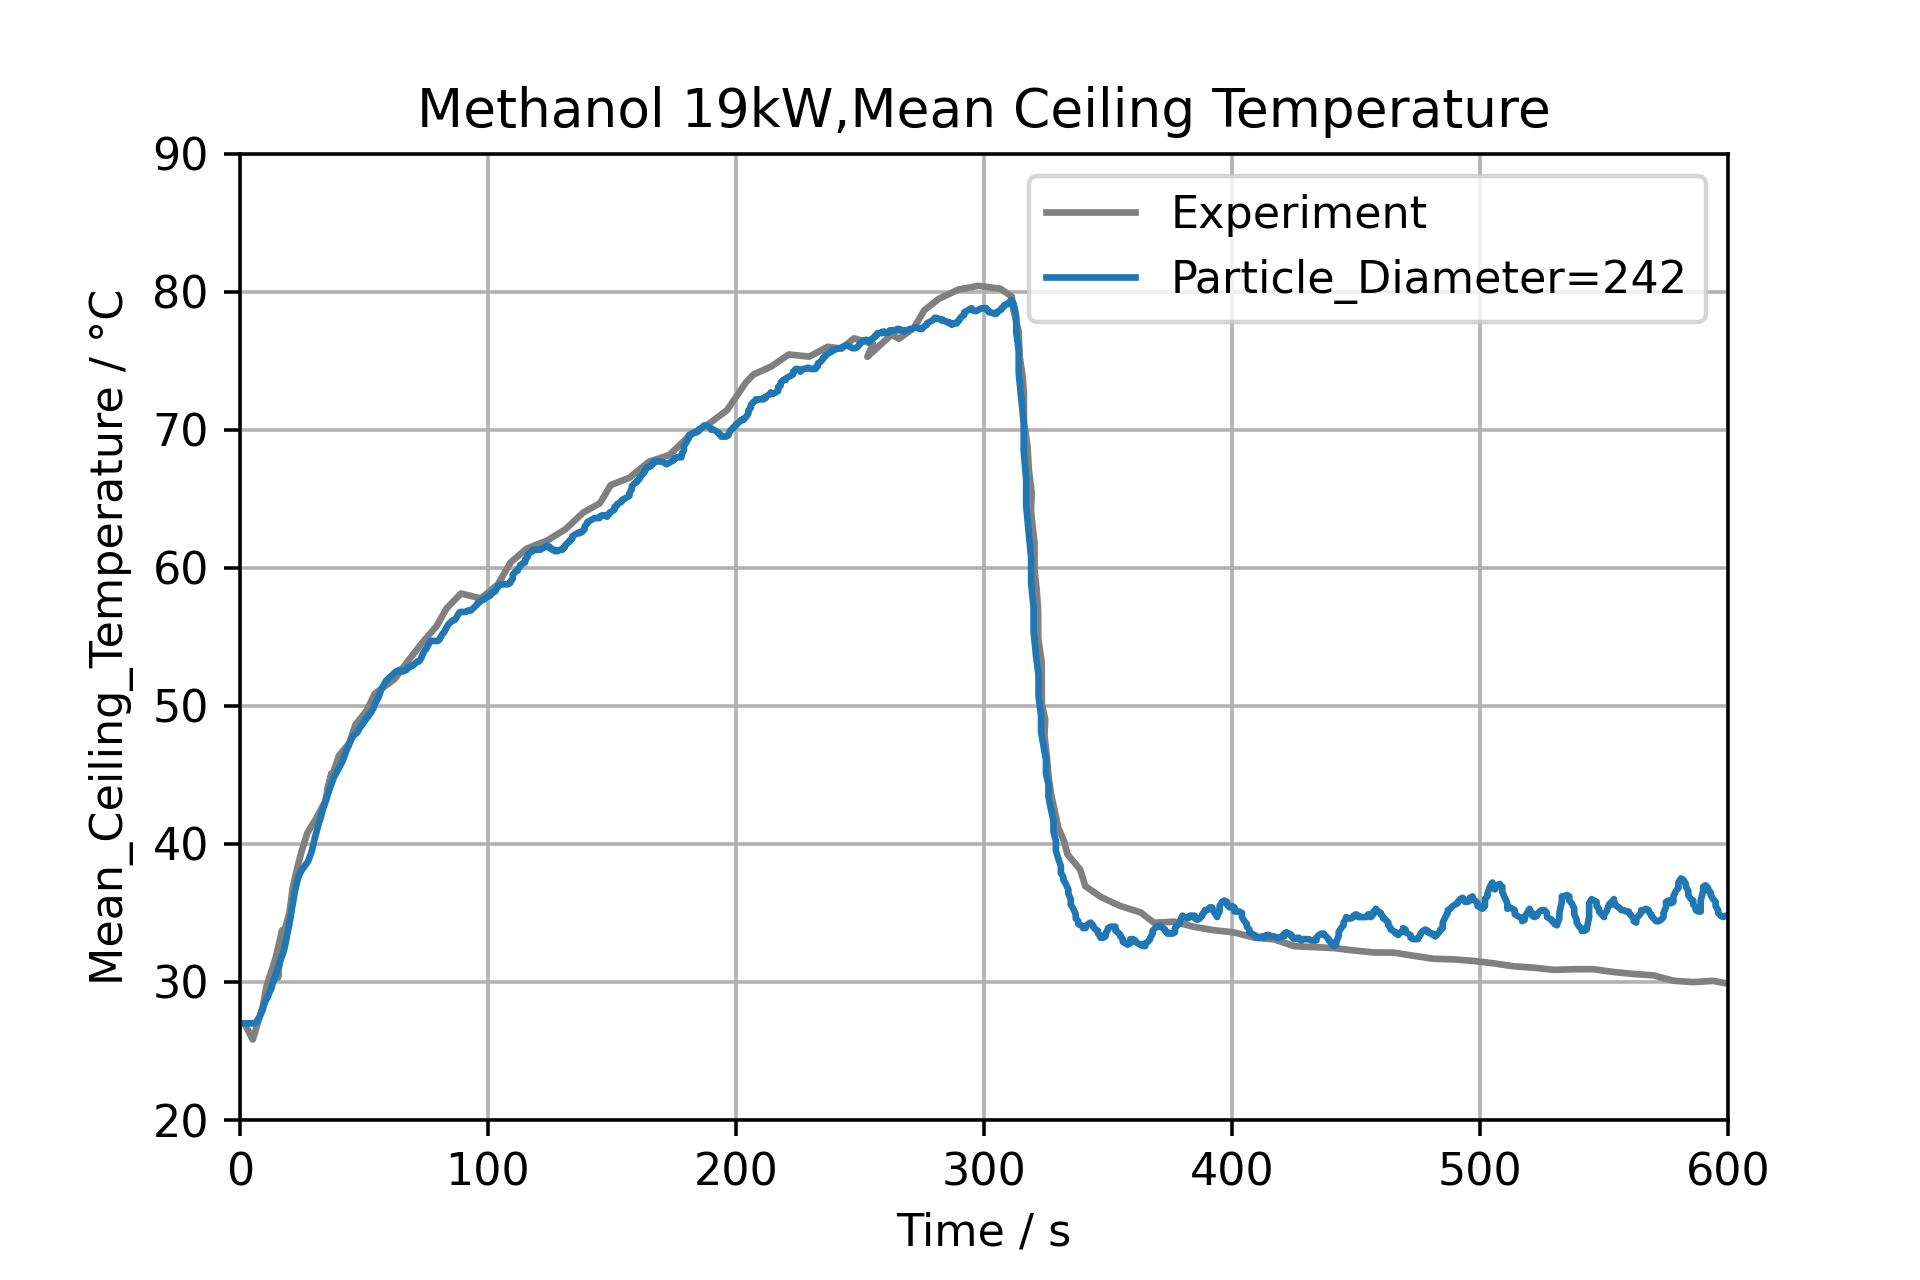 Methanol 19kW,Mean Ceiling Temperature
Experiment
Particle_Diameter=242
Mean_Ceiling_Temperature / °C
90
80
70
60
50
40
30
20
0 100 200 300 400 500 600
Time / s